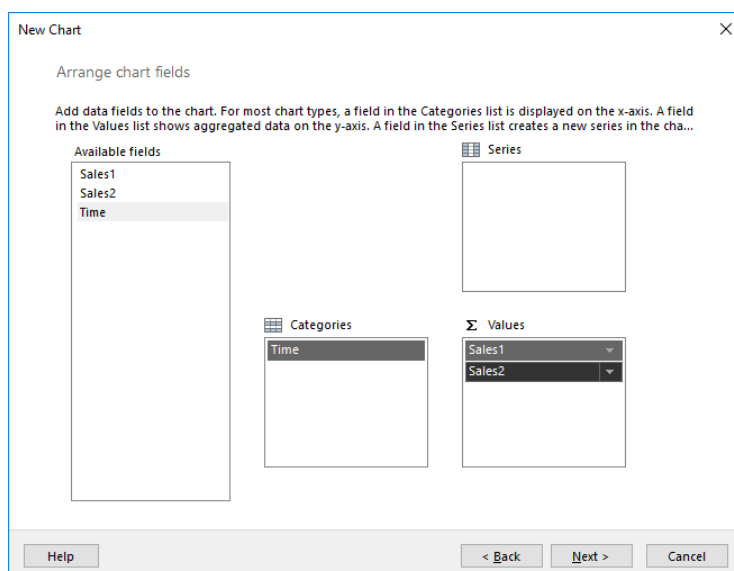 New Chart
Arrange chart fields
Add data fields to the chart. For most chart types, a field in the Categories list is displayed on the x-axis. A field
in the Values list shows aggregated data on the y-axis. A field in the Series list creates a new series in the cha...
Available fields
Sales1
Sales2
Time
Series
Categories
Time
Σ Values
Sales1
Sales2
Help
< Back
Next >
Cancel